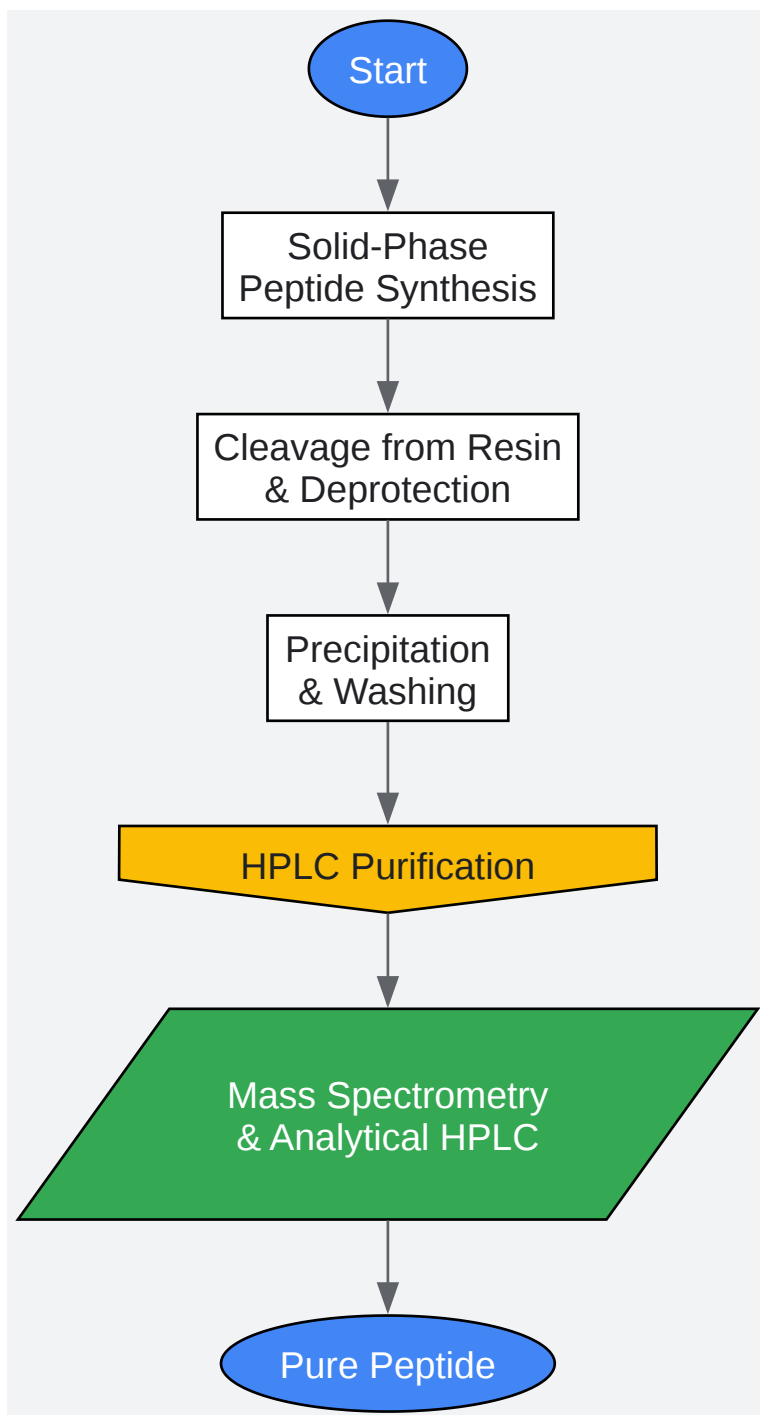 Start
Solid-Phase
Peptide Synthesis
Cleavage from Resin
& Deprotection
Precipitation
& Washing
HPLC Purification
Mass Spectrometry
& Analytical HPLC
Pure Peptide